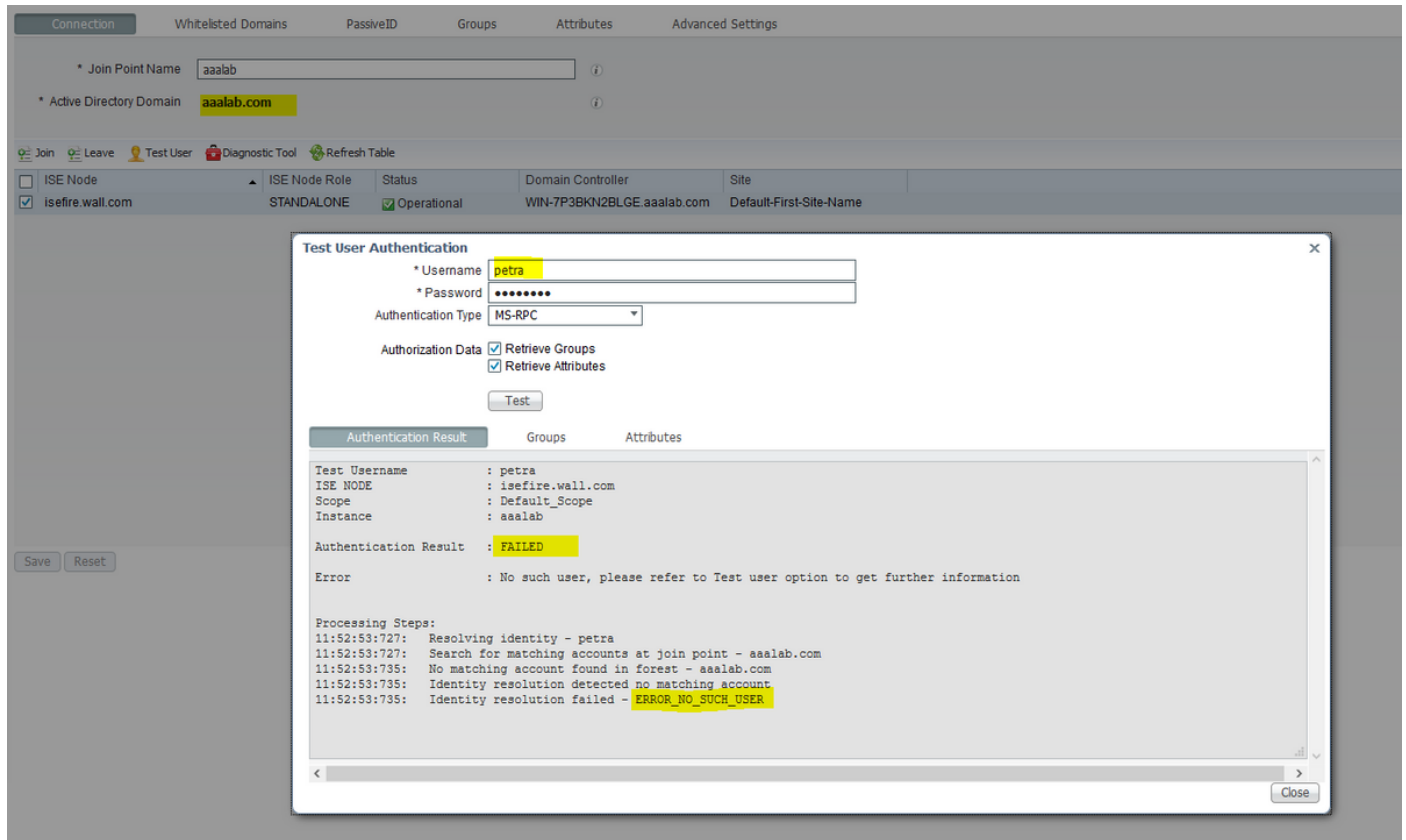 Connection Whitelisted Domains PassiveID Groups Attributes Advanced Settings
* Join Point Name aaalab
* Active Directory Domain aaalab.com
Join Leave Test User Diagnostic Tool Refresh Table
ISE Node ISE Node Role Status Domain Controller Site
isefire.wall.com STANDALONE Operational WIN-7P3BKN2BLGE.aaalab.com Default-First-Site-Name
Test User Authentication
* Username petra
* Password ••••••••
Authentication Type MS-RPC
Authorization Data Retrieve Groups
Retrieve Attributes
Test
Authentication Result Groups Attributes
Test Username : petra
ISE NODE : isefire.wall.com
Scope : Default_Scope
Instance : aaalab
Authentication Result : FAILED
Error : No such user, please refer to Test user option to get further information
Processing Steps:
11:52:53:727: Resolving identity - petra
11:52:53:727: Search for matching accounts at join point - aaalab.com
11:52:53:735: No matching account found in forest - aaalab.com
11:52:53:735: Identity resolution detected no matching account
11:52:53:735: Identity resolution failed - ERROR_NO_SUCH_USER
Close
Save Reset